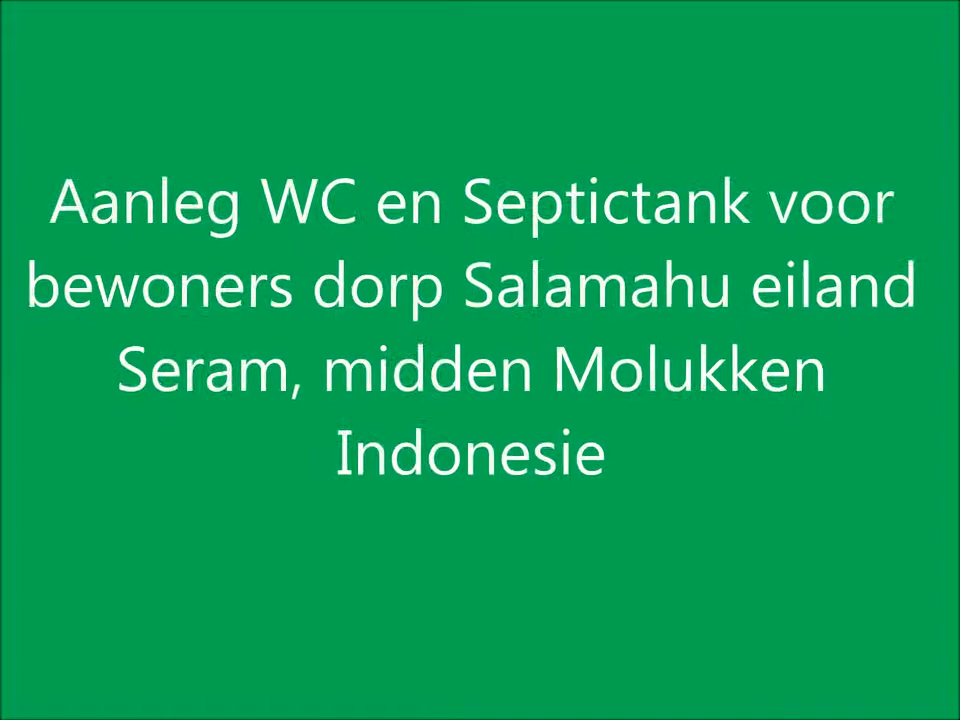 Aanleg WC en Septictank voor
bewoners dorp Salamahu eiland
Seram, midden Molukken
Indonesie